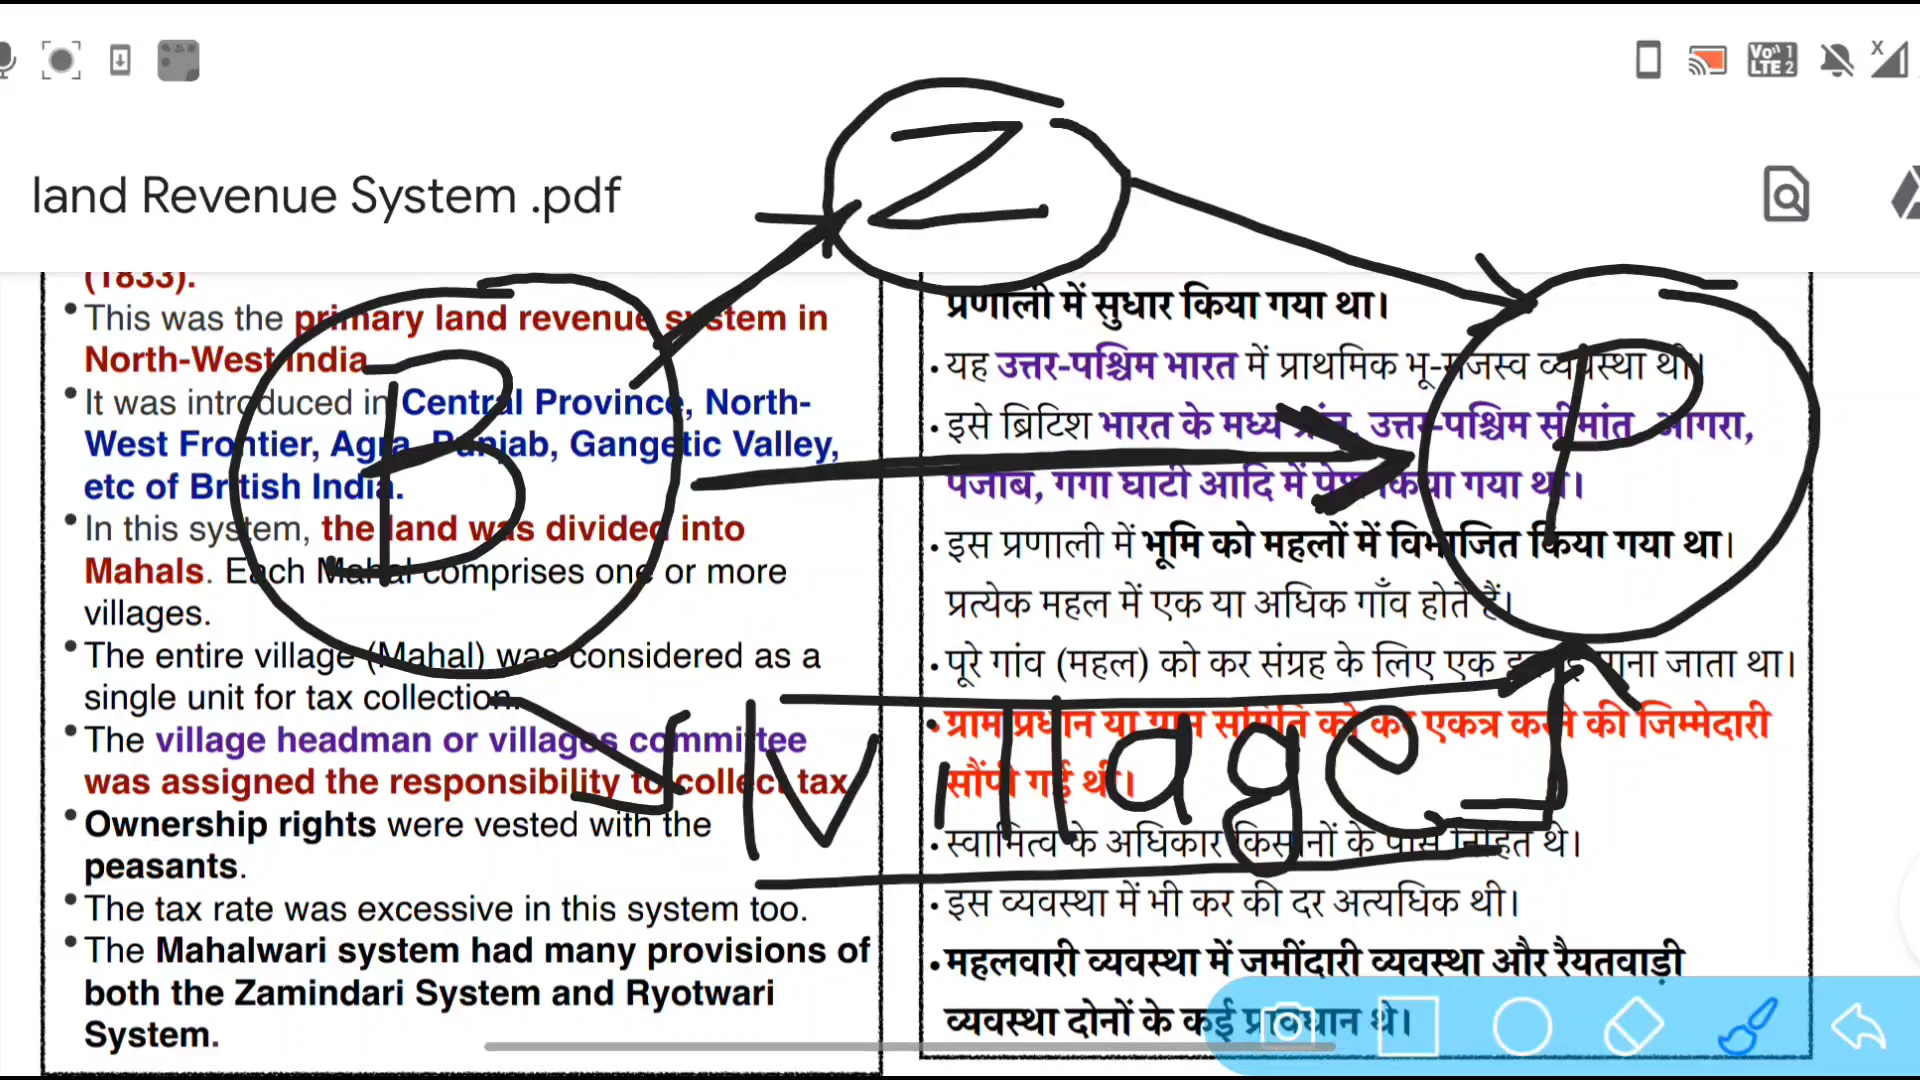 Vo 1
LTE 2
X
land Revenue System .pdf
Z
(1833).
• This was the primary land revenue system in
North-West India
• It was introduced in Central Province, North-
West Frontier, Agra, Punjab, Gangetic Valley,
etc of British India.
• In this system, the land was divided into
Mahals. Each Mahal comprises one or more
villages.
• The entire village (Mahal) was considered as a
single unit for tax collection.
• The village headman or villages committee
was assigned the responsibility to collect tax
• Ownership rights were vested with the
peasants.
• The tax rate was excessive in this system too.
• The Mahalwari system had many provisions of
both the Zamindari System and Ryotwari
System.
B
प्रणाली में सुधार किया गया था।
• यह उत्तर-पश्चिम भारत में प्राथमिक भू-राजस्व व्यवस्था थी।
• इसे ब्रिटिश भारत के मध्य प्रांत, उत्तर-पश्चिम सीमांत, आगरा,
पंजाब, गंगा घाटी आदि में पेश किया गया था।
• इस प्रणाली में भूमि को महलों में विभाजित किया गया था।
प्रत्येक महल में एक या अधिक गाँव होते हैं।
• पूरे गांव (महल) को कर संग्रह के लिए एक इकाई माना जाता था।
• ग्राम प्रधान या ग्राम समिति को कर एकत्र करने की जिम्मेदारी
सौंपी गई थी।
• स्वामित्व के अधिकार किसानों के पास निहित थे।
• इस व्यवस्था में भी कर की दर अत्यधिक थी।
• महलवारी व्यवस्था में जमींदारी व्यवस्था और रैयतवाड़ी
व्यवस्था दोनों के कई प्रावधान थे।
P
village